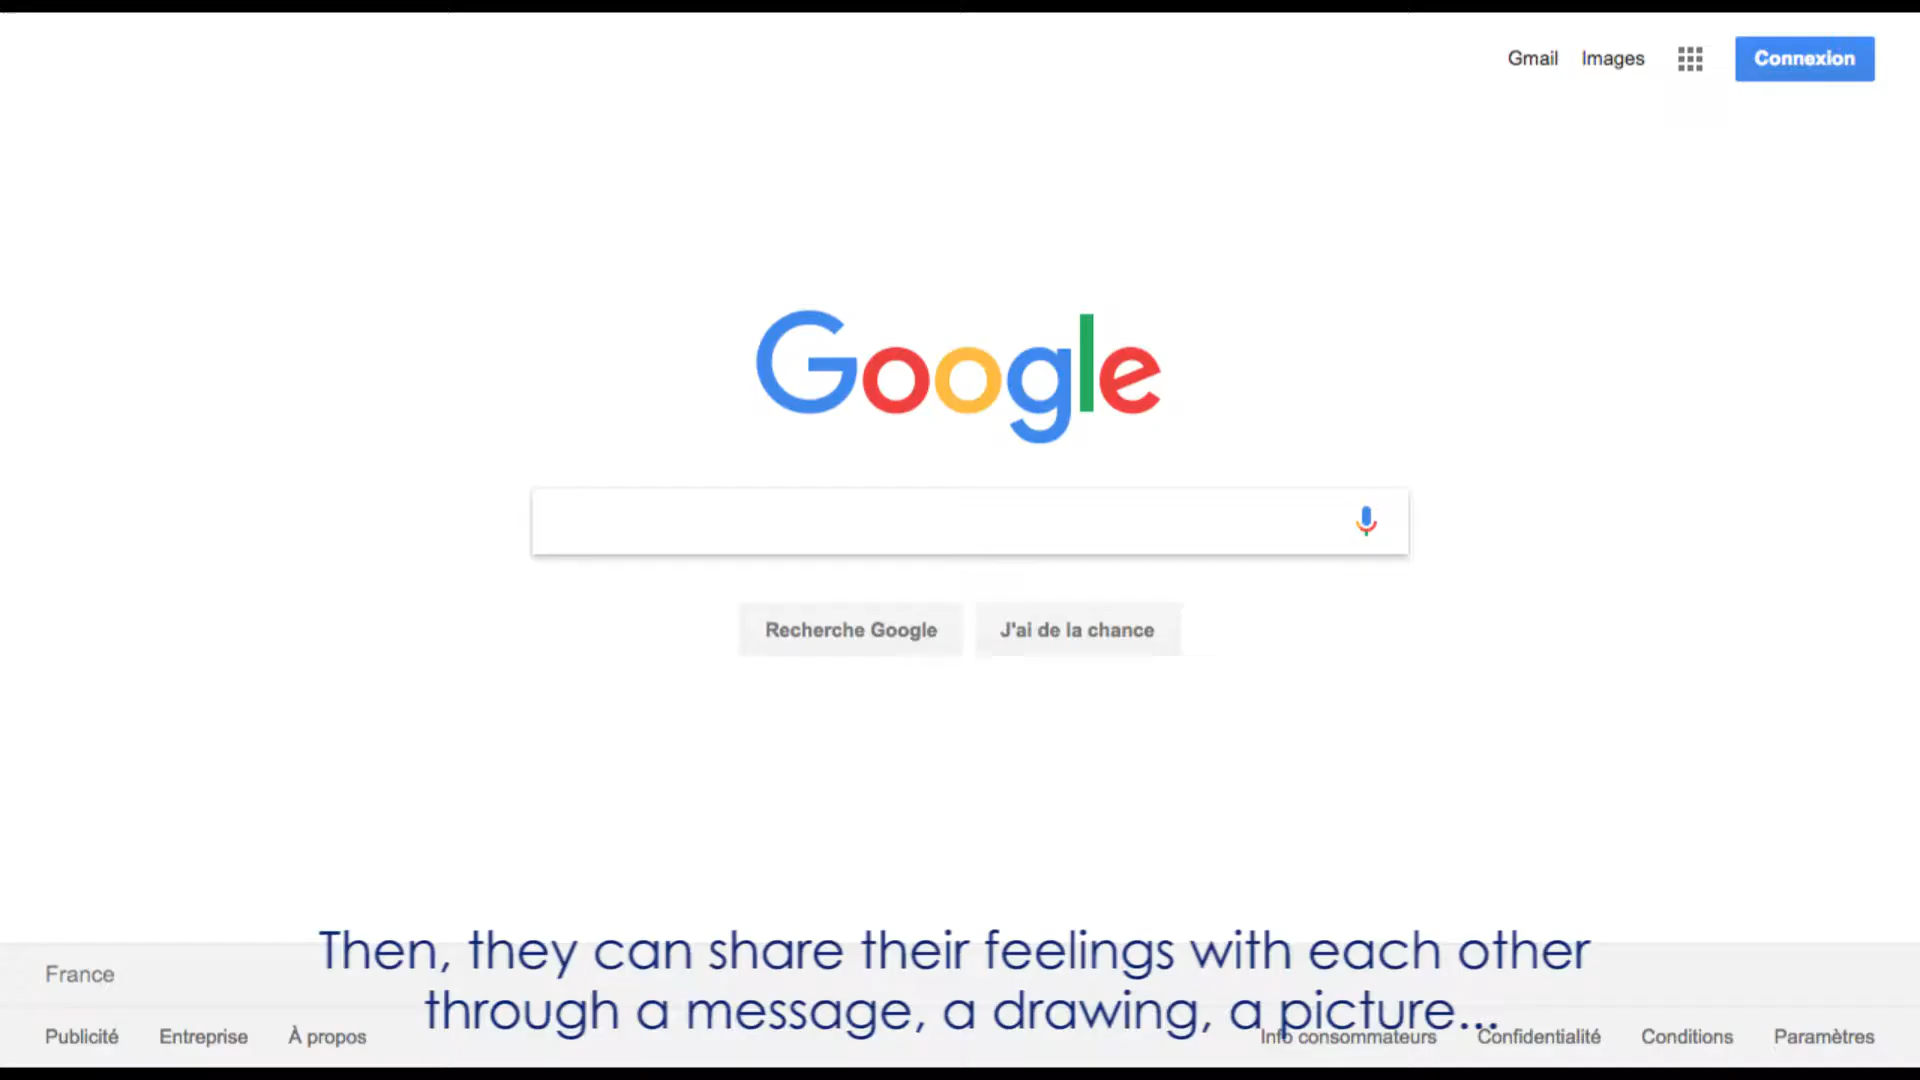 Gmail Images Connexion
Google
Recherche Google J'ai de la chance
Then, they can share their feelings with each other
through a message, a drawing, a picture...
France
Publicité Entreprise À propos Info consommateurs Confidentialité Conditions Paramètres